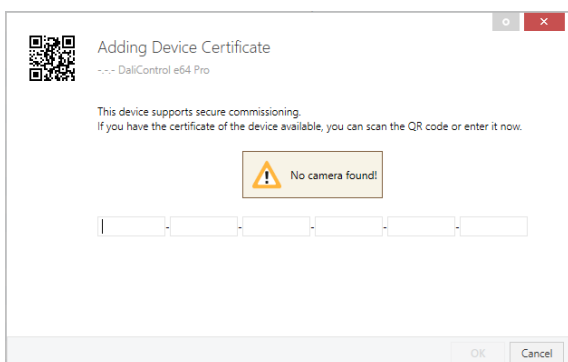 Adding Device Certificate
-.-.- DaliControl e64 Pro
This device supports secure commissioning.
If you have the certificate of the device available, you can scan the QR code or enter it now.
No camera found!
- - - - -
OK Cancel